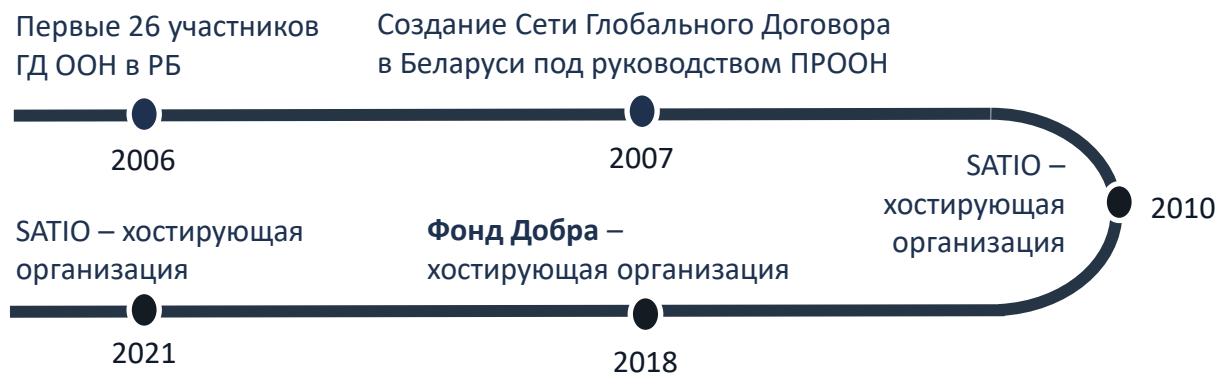 Первые 26 участников
ГД ООН в РБ
2006
Создание Сети Глобального Договора
в Беларуси под руководством ПРООН
2007
SATIO –
хостирующая
организация
2010
Фонд Добра –
хостирующая организация
2018
SATIO – хостирующая
организация
2021